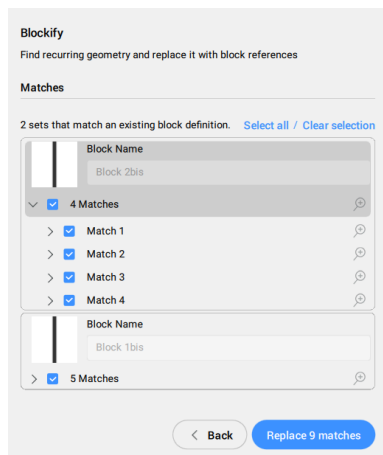 Blockify
Find recurring geometry and replace it with block references
Matches
2 sets that match an existing block definition. Select all / Clear selection
Block Name
Block 2bis
4 Matches
Match 1
Match 2
Match 3
Match 4
Block Name
Block 1bis
5 Matches
Back Replace 9 matches